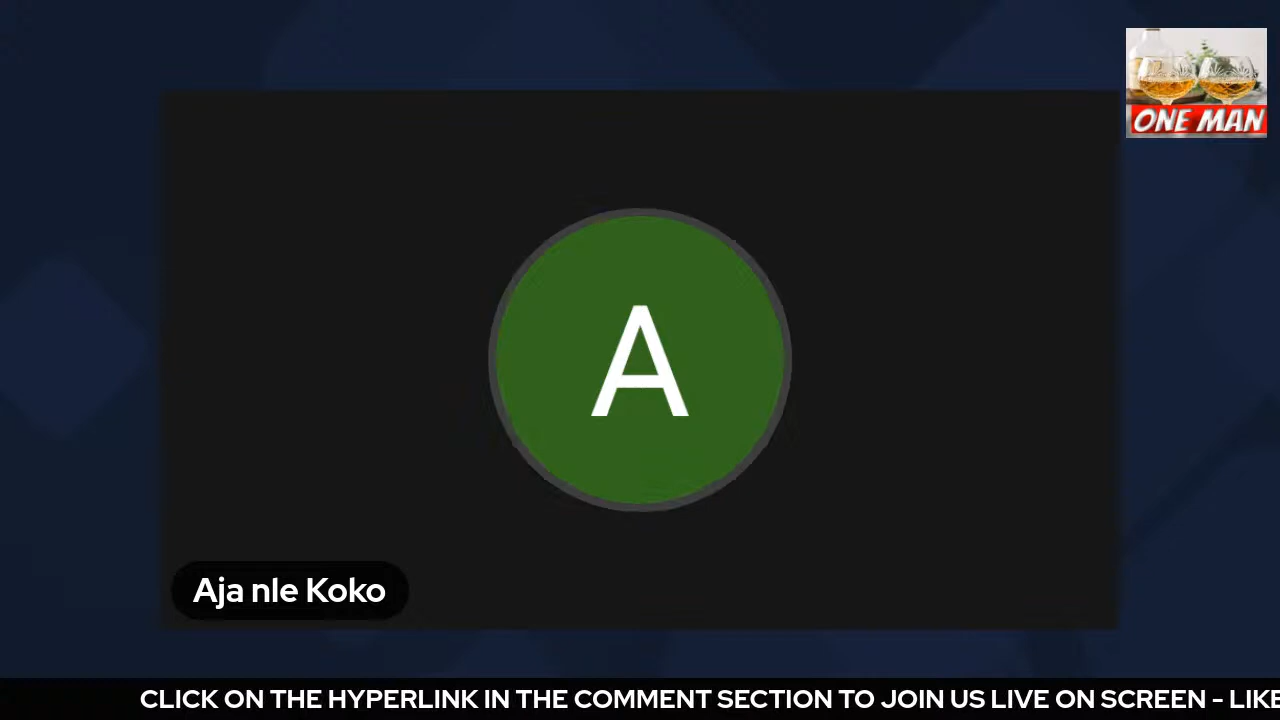 ONE MAN
A
Aja nle Koko
CLICK ON THE HYPERLINK IN THE COMMENT SECTION TO JOIN US LIVE ON SCREEN - LIKE